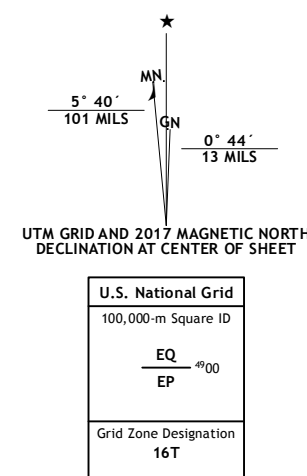 ★
MN.
5° 40´
101 MILS
GN
0° 44´
13 MILS
UTM GRID AND 2017 MAGNETIC NORTH
DECLINATION AT CENTER OF SHEET
U.S. National Grid
100,000-m Square ID
EQ
4900
EP
Grid Zone Designation
16T